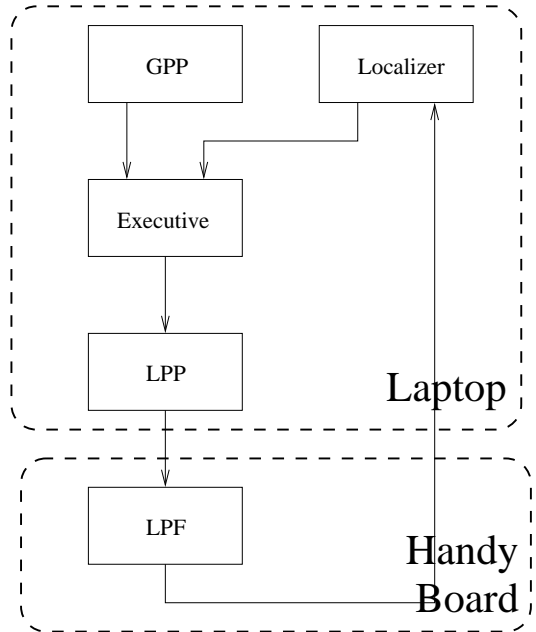 GPP
Localizer
Executive
LPP
Laptop
LPF
Handy
Board